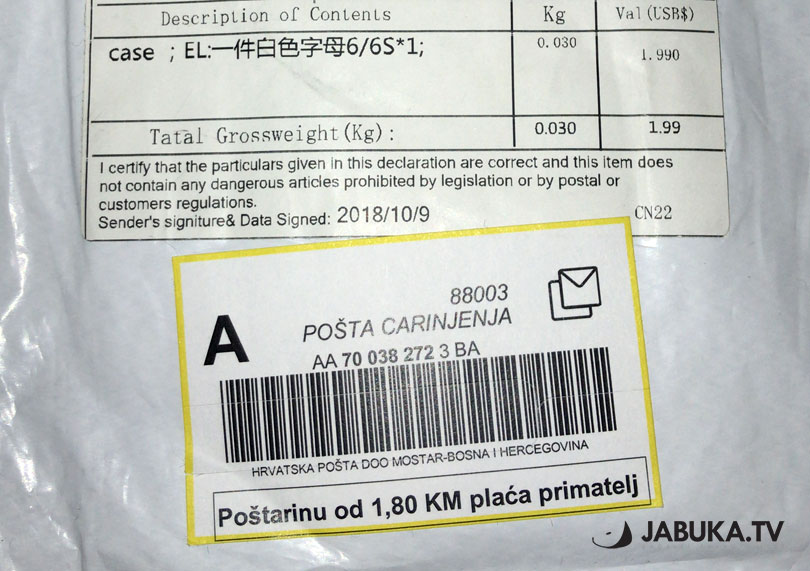 Description of Contents Kg Val(USB$)
case ; EL:一件白色字母6/6S*1; 0.030 1.990
Tatal Grossweight(Kg): 0.030 1.99
I certify that the particulars given in this declaration are correct and this item does
not contain any dangerous articles prohibited by legislation or by postal or
customers regulations.
Sender's signiture& Data Signed: 2018/10/9 CN22
88003
A POŠTA CARINJENJA
AA 70 038 272 3 BA
HRVATSKA POŠTA DOO MOSTAR-BOSNA I HERCEGOVINA
Poštarinu od 1,80 KM plaća primatelj
JABUKA.TV